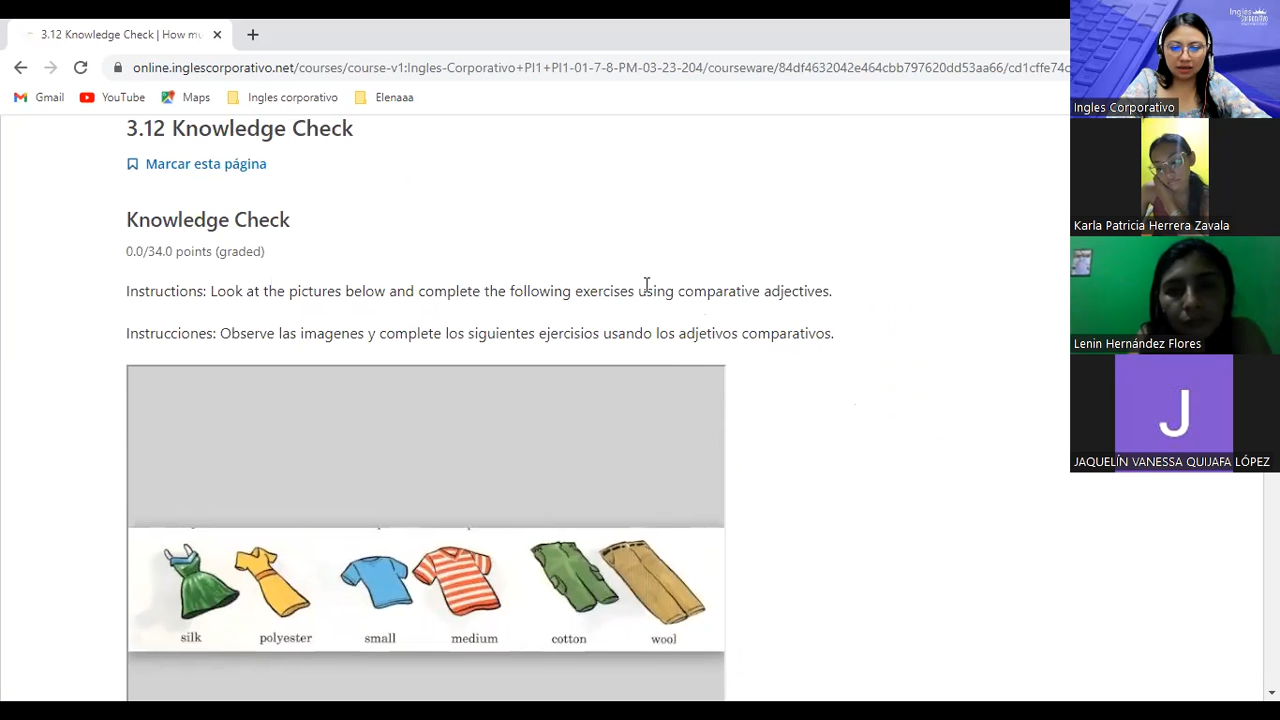 3.12 Knowledge Check | How mu
online.inglescorporativo.net/courses/course-v1:Ingles-Corporativo+PI1+PI1-01-7-8-PM-03-23-204/courseware/84df4632042e464cbb797620dd53aa66/cd1cffe74c
Gmail YouTube Maps Ingles corporativo Elenaaa
3.12 Knowledge Check
Marcar esta página
Knowledge Check
0.0/34.0 points (graded)
Instructions: Look at the pictures below and complete the following exercises using comparative adjectives.
Instrucciones: Observe las imagenes y complete los siguientes ejercisios usando los adjetivos comparativos.
silk polyester small medium cotton wool
Ingles
Corporativo
Ingles Corporativo
Karla Patricia Herrera Zavala
Lenin Hernández Flores
J
JAQUELÍN VANESSA QUIJAFA LÓPEZ